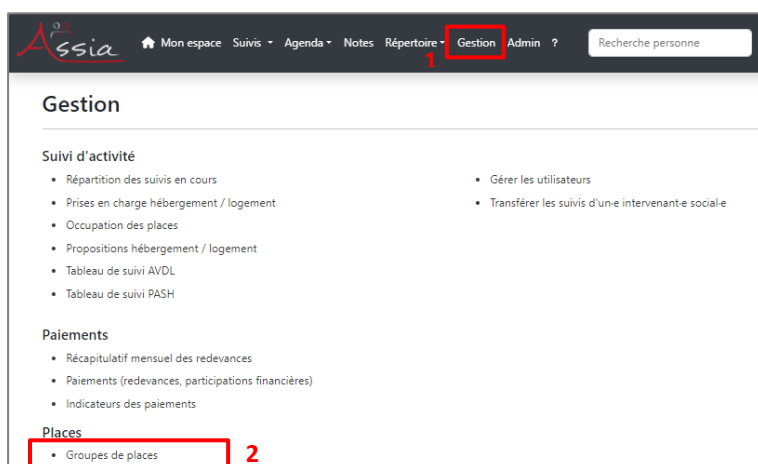 Assia Mon espace Suivis Agenda Notes Répertoire Gestion Admin ? Recherche personne
1
Gestion
Suivi d'activité
• Répartition des suivis en cours
• Prises en charge hébergement / logement
• Occupation des places
• Propositions hébergement / logement
• Tableau de suivi AVDL
• Tableau de suivi PASH
• Gérer les utilisateurs
• Transférer les suivis d'un·e intervenant·e social·e
Paiements
• Récapitulatif mensuel des redevances
• Paiements (redevances, participations financières)
• Indicateurs des paiements
Places
• Groupes de places
2